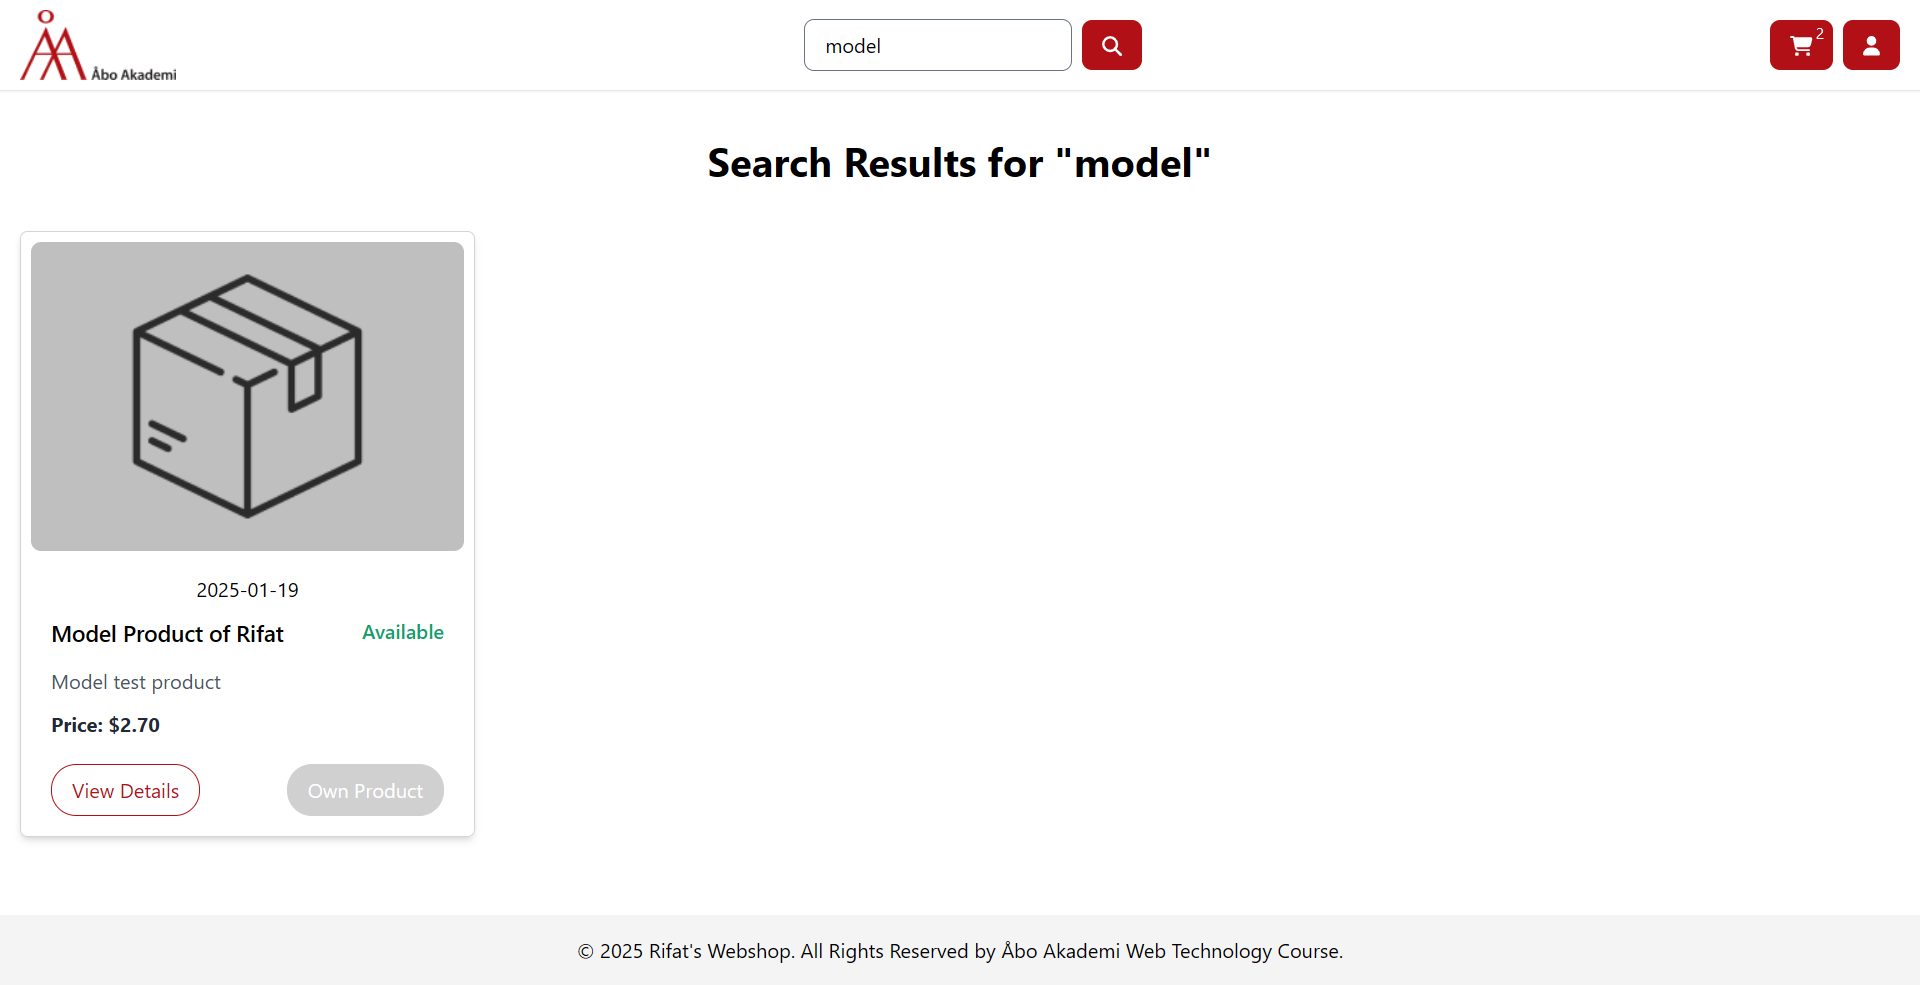 Åbo Akademi
model
2
Search Results for "model"
2025-01-19
Model Product of Rifat
Available
Model test product
Price: $2.70
View Details
Own Product
© 2025 Rifat's Webshop. All Rights Reserved by Åbo Akademi Web Technology Course.